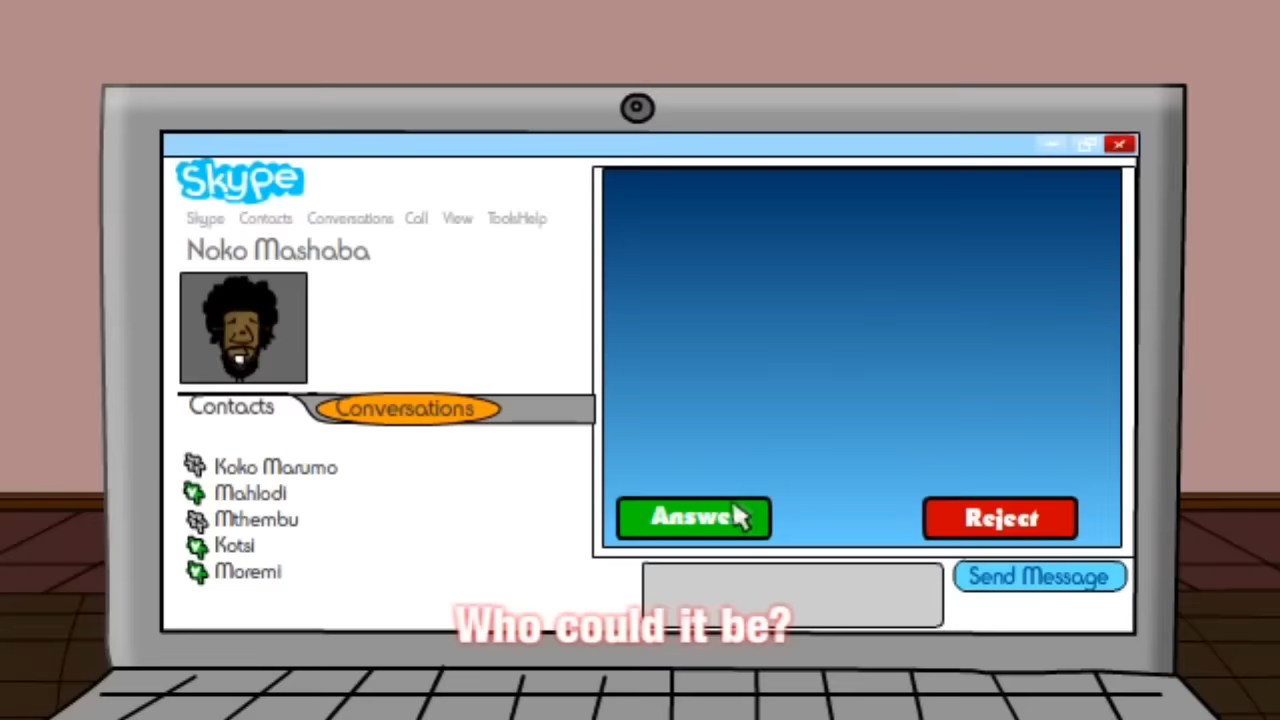 Skype
Skype Contacts Conversations Call View ToolsHelp
Noko Mashaba
Contacts
Conversations
Koko Marumo
Mahlodi
Mthembu
Kotsi
Moremi
Answe
Reject
Send Message
Who could it be?